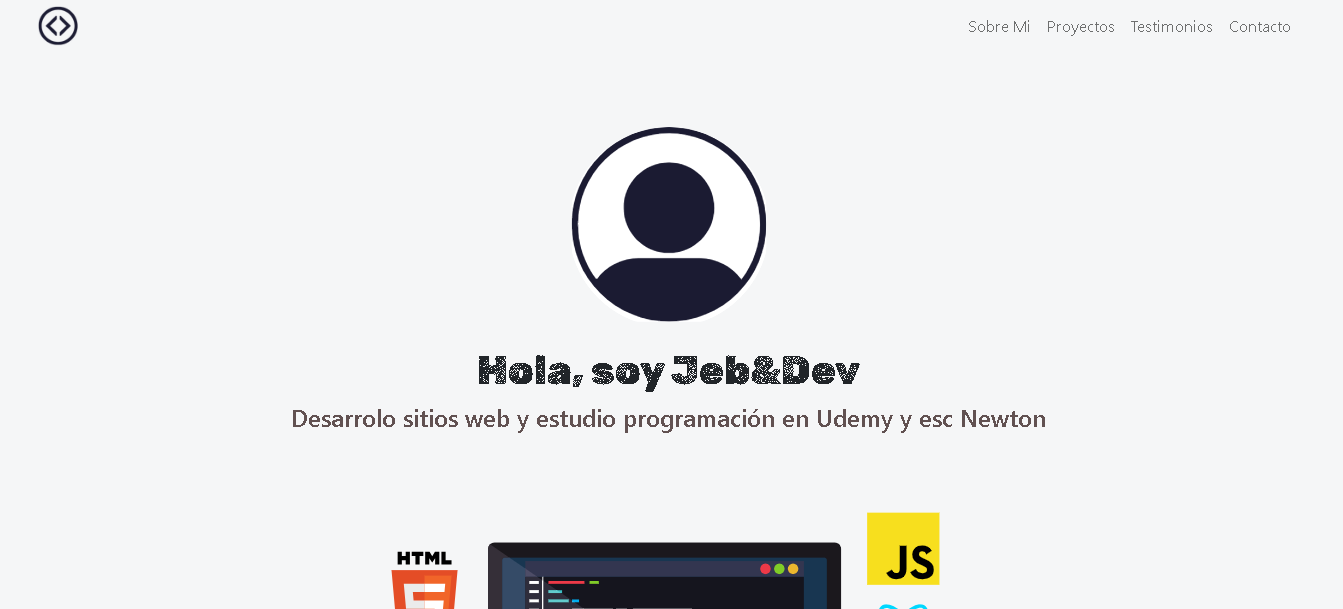 Sobre Mi Proyectos Testimonios Contacto
Hola, soy Jeb&Dev
Desarrolo sitios web y estudio programación en Udemy y esc Newton
JS
HTML